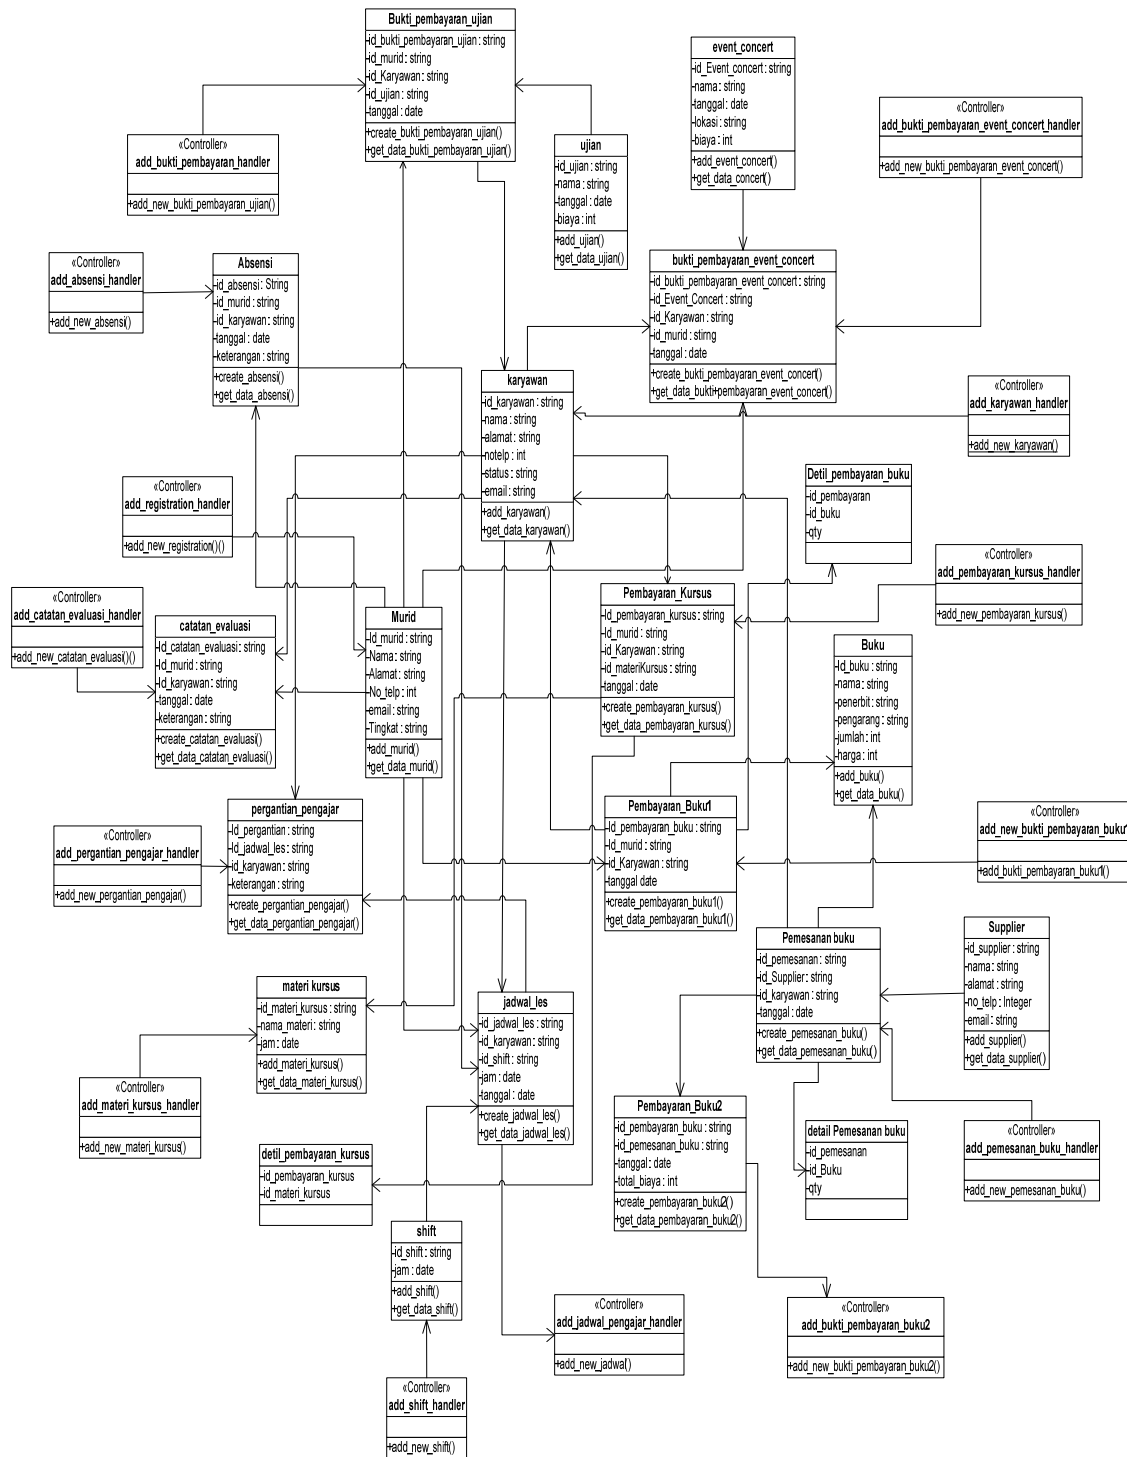 Bukti_pembayaran_ujian
-id_bukti_pembayaran_ujian : string
-id_murid : string
-id_Karyawan : string
-id_ujian : string
-tanggal : date
+create_bukti_pembayaran_ujian()
+get_data_bukti_pembayaran_ujian()
event_concert
-id_Event_concert : string
-nama : string
-tanggal : date
-lokasi : string
-biaya : int
+add_event_concert()
+get_data_concert()
«Controller»
add_bukti_pembayaran_event_concert_handler
+add_new_bukti_pembayaran_event_concert()
«Controller»
add_bukti_pembayaran_handler
+add_new_bukti_pembayaran_ujian()
ujian
-id_ujian : string
-nama : string
-tanggal : date
-biaya : int
+add_ujian()
+get_data_ujian()
«Controller»
add_absensi_handler
+add_new_absensi()
Absensi
-id_absensi : String
-id_murid : string
-id_karyawan : string
-tanggal : date
-keterangan : string
+create_absensi()
+get_data_absensi()
bukti_pembayaran_event_concert
-id_bukti_pembayaran_event_concert : string
-id_Event_Concert : string
-id_Karyawan : string
-id_murid : stirng
-tanggal : date
+create_bukti_pembayaran_event_concert()
+get_data_bukti+pembayaran_event_concert()
karyawan
-id_karyawan : string
-nama : string
-alamat : string
-notelp : int
-status : string
-email : string
+add_karyawan()
+get_data_karyawan()
«Controller»
add_karyawan_handler
+add_new_karyawan()
«Controller»
add_registration_handler
+add_new_registration()()
Detil_pembayaran_buku
-id_pembayaran
-id_buku
-qty
«Controller»
add_pembayaran_kursus_handler
+add_new_pembayaran_kursus()
«Controller»
add_catatan_evaluasi_handler
+add_new_catatan_evaluasi()()
catatan_evaluasi
-Id_catatan_evaluasi : string
-Id_murid : string
-Id_karyawan : string
-tanggal : date
-keterangan : string
+create_catatan_evaluasi()
+get_data_catatan_evaluasi()
Murid
-Id_murid : string
-Nama : string
-Alamat : string
-No_telp : int
-email : string
-Tingkat : string
+add_murid()
+get_data_murid()
Pembayaran_Kursus
-Id_pembayaran_kursus : string
-Id_murid : string
-id_Karyawan : string
-id_materiKursus : string
-tanggal : date
+create_pembayaran_kursus()
+get_data_pembayaran_kursus()
Buku
-Id_buku : string
-nama : string
-penerbit : string
-pengarang : string
-jumlah : int
-harga : int
+add_buku()
+get_data_buku()
«Controller»
add_pergantian_pengajar_handler
+add_new_pergantian_pengajar()
pergantian_pengajar
-Id_pergantian : string
-Id_jadwal_les : string
-id_karyawan : string
-keterangan : string
+create_pergantian_pengajar()
+get_data_pergantian_pengajar()
Pembayaran_Buku1
-Id_pembayaran_buku : string
-Id_murid : string
-id_Karyawan : string
-tanggal date
+create_pembayaran_buku1()
+get_data_pembayaran_buku1()
«Controller»
add_new_bukti_pembayaran_buku1
+add_bukti_pembayaran_buku1()
Pemesanan buku
-id_pemesanan : string
-id_Supplier : string
-id_karyawan : string
-tanggal : date
+create_pemesanan_buku()
+get_data_pemesanan_buku()
Supplier
-id_supplier : string
-nama : string
-alamat : string
-no_telp : Integer
-email : string
+add_supplier()
+get_data_supplier()
materi kursus
-id_materi_kursus : string
-nama_materi : string
-jam : date
+add_materi_kursus()
+get_data_materi_kursus()
jadwal_les
-id_jadwal_les : string
-id_karyawan : string
-id_shift : string
-jam : date
-tanggal : date
+create_jadwal_les()
+get_data_jadwal_les()
«Controller»
add_materi_kursus_handler
+add_new_materi_kursus()
Pembayaran_Buku2
-id_pembayaran_buku : string
-id_pemesanan_buku : string
-tanggal : date
-total_biaya : int
+create_pembayaran_buku2()
+get_data_pembayaran_buku2()
detail Pemesanan buku
-id_pemesanan
-id_Buku
-qty
«Controller»
add_pemesanan_buku_handler
+add_new_pemesanan_buku()
detil_pembayaran_kursus
-id_pembayaran_kursus
-id_materi_kursus
shift
-id_shift : string
-jam : date
+add_shift()
+get_data_shift()
«Controller»
add_jadwal_pengajar_handler
+add_new_jadwal()
«Controller»
add_bukti_pembayaran_buku2
+add_new_bukti_pembayaran_buku2()
«Controller»
add_shift_handler
+add_new_shift()